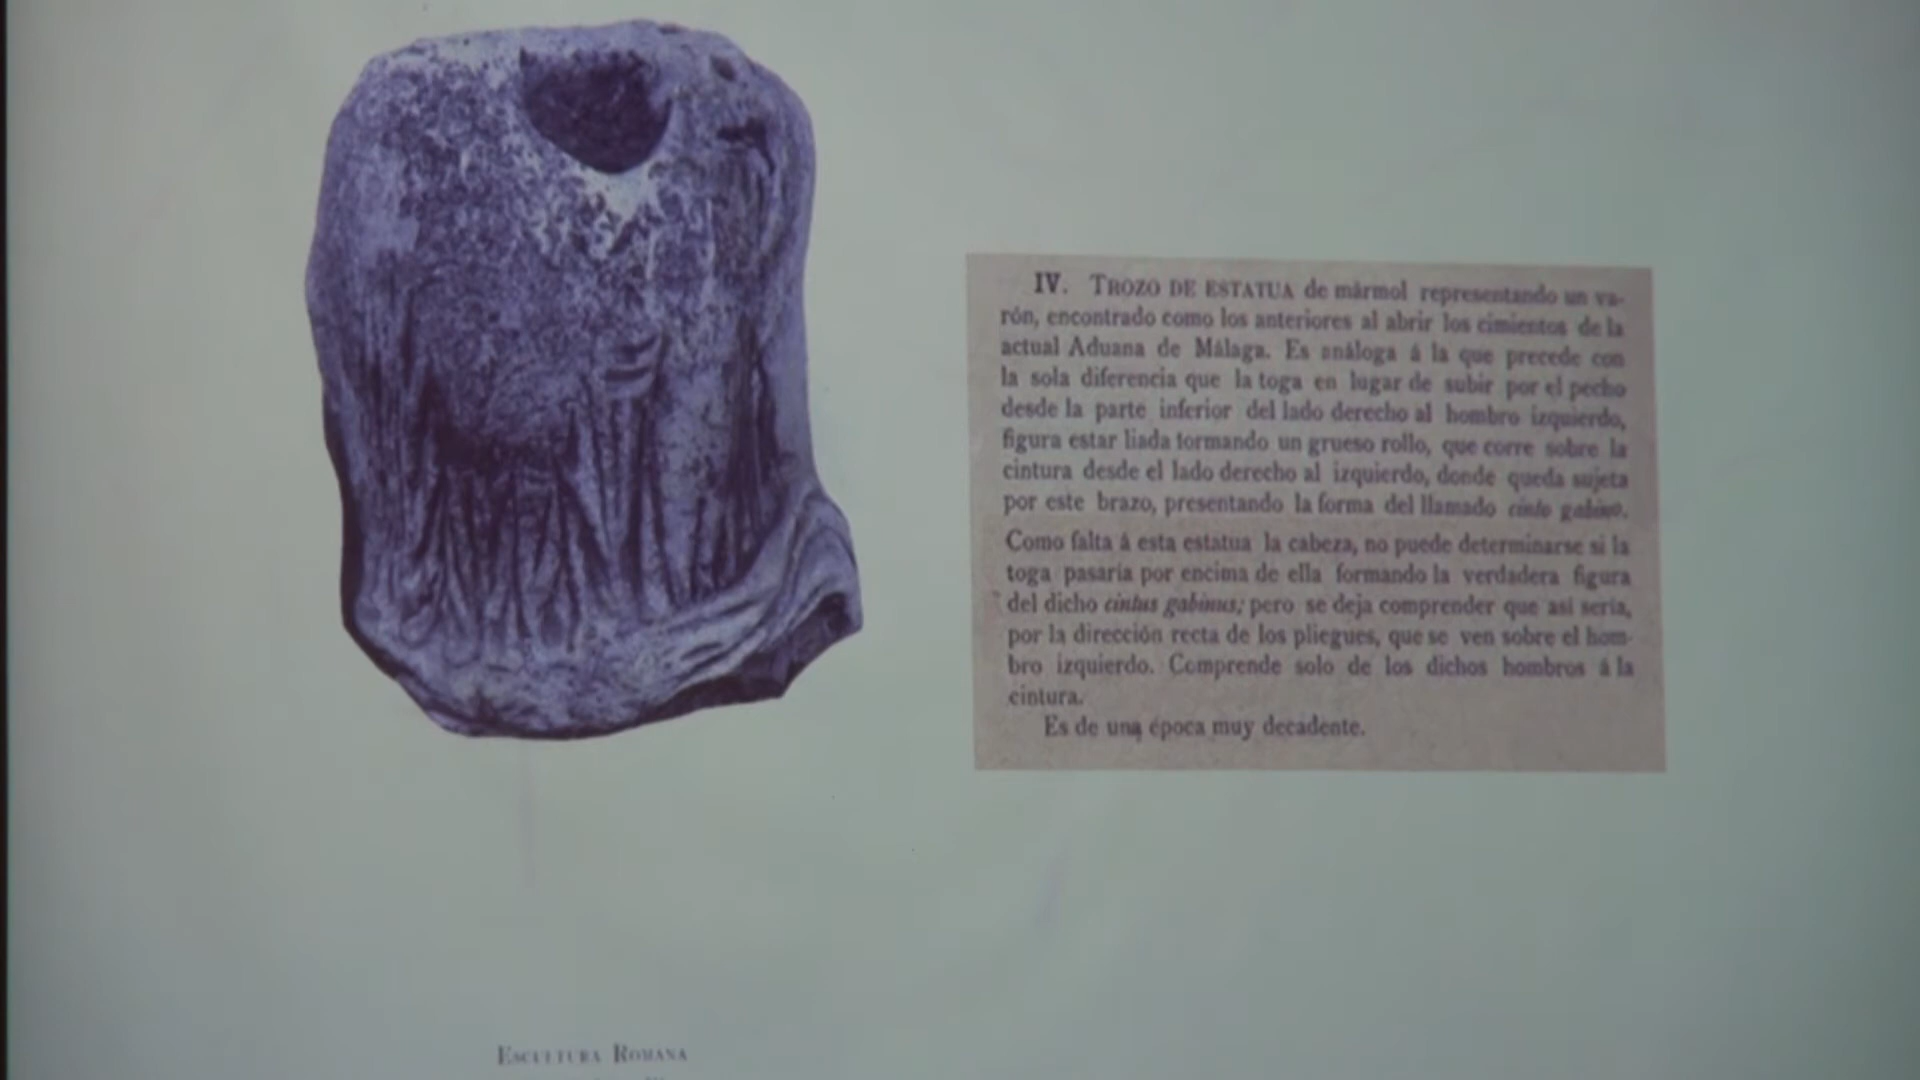 IV. TROZO DE ESTATUA de mármol representando un va-
rón, encontrado como los anteriores al abrir los cimientos de la
actual Aduana de Málaga. Es análoga á la que precede con
la sola diferencia que la toga en lugar de subir por el pecho
desde la parte inferior del lado derecho al hombro izquierdo,
figura estar liada formando un grueso rollo, que corre sobre la
cintura desde el lado derecho al izquierdo, donde queda sujeta
por este brazo, presentando la forma del llamado cinto gabino.
Como falta á esta estatua la cabeza, no puede determinarse si la
toga pasaría por encima de ella formando la verdadera figura
del dicho cintus gabinus; pero se deja comprender que así sería,
por la dirección recta de los pliegues, que se ven sobre el hom-
bro izquierdo. Comprende solo de los dichos hombros á la
cintura.
Es de una época muy decadente.
ESCULTURA ROMANA